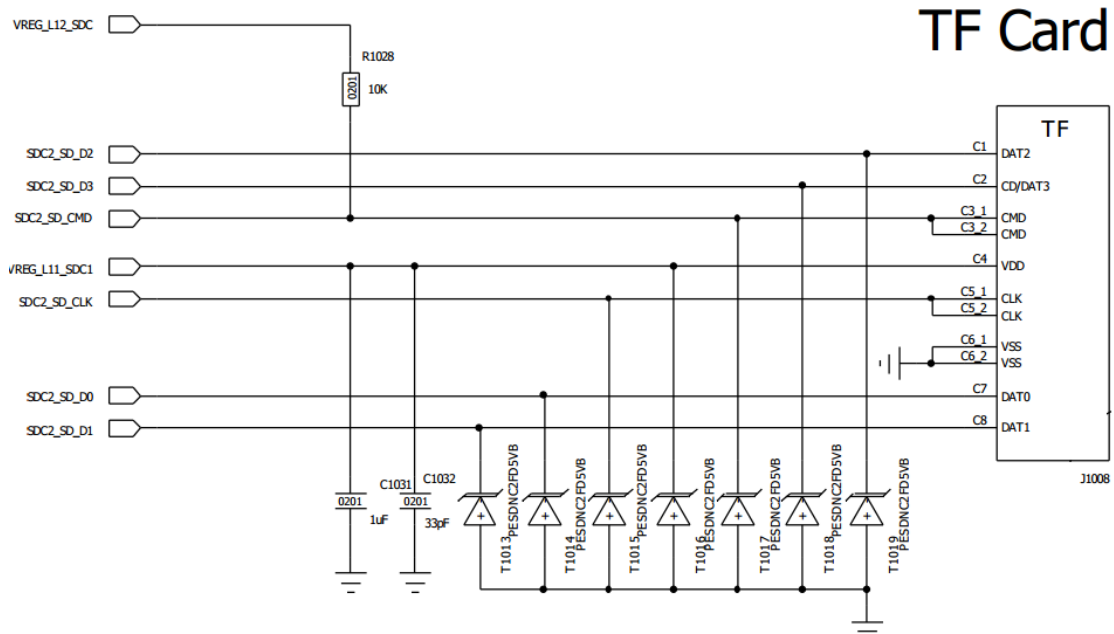 TF Card
VREG_L12_SDC
R1028
0201
10K
TF
SDC2_SD_D2
C1
DAT2
SDC2_SD_D3
C2
CD/DAT3
SDC2_SD_CMD
C3_1
CMD
C3_2
CMD
VREG_L11_SDC1
C4
VDD
SDC2_SD_CLK
C5_1
CLK
C5_2
CLK
C6_1
VSS
C6_2
VSS
SDC2_SD_D0
C7
DAT0
SDC2_SD_D1
C8
DAT1
J1008
C1031
0201
1uF
C1032
0201
33pF
T1013
PESDNC2FD5VB
T1014
PESDNC2FD5VB
T1015
PESDNC2FD5VB
T1016
PESDNC2FD5VB
T1017
PESDNC2FD5VB
T1018
PESDNC2FD5VB
T1019
PESDNC2FD5VB